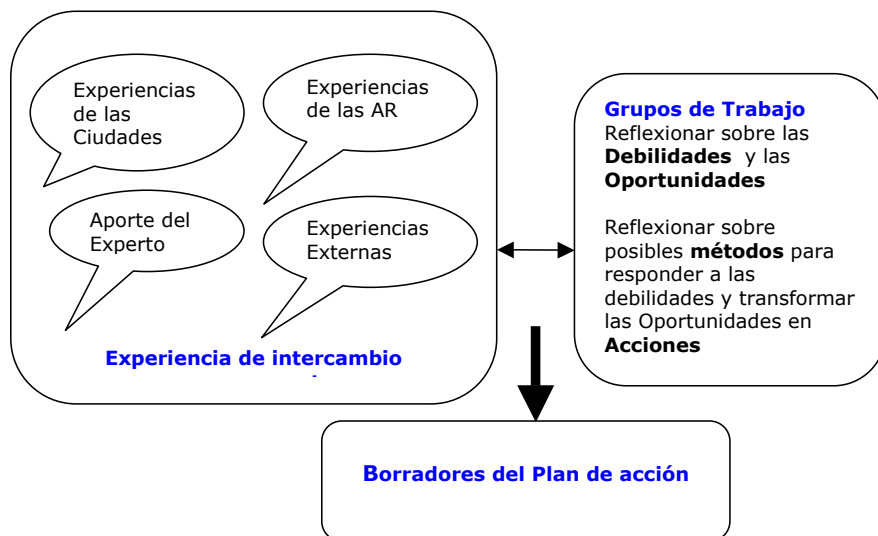 Experiencias
de las
Ciudades
Experiencias
de las AR
Aporte del
Experto
Experiencias
Externas
Experiencia de intercambio
Grupos de Trabajo
Reflexionar sobre las
Debilidades y las
Oportunidades
Reflexionar sobre
posibles métodos para
responder a las
debilidades y transformar
las Oportunidades en
Acciones
Borradores del Plan de acción